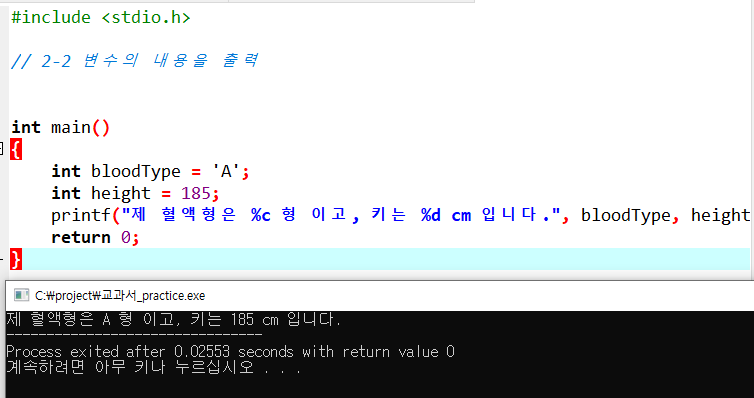 #include <stdio.h>
// 2-2 변수의 내용을 출력
int main()
{
int bloodType = 'A';
int height = 185;
printf("제 혈액형은 %c 형 이고, 키는 %d cm 입니다.", bloodType, height
return 0;
}
C:₩project₩교과서_practice.exe
제 혈액형은 A 형 이고, 키는 185 cm 입니다.
--------------------------------
Process exited after 0.02553 seconds with return value 0
계속하려면 아무 키나 누르십시오 . . .